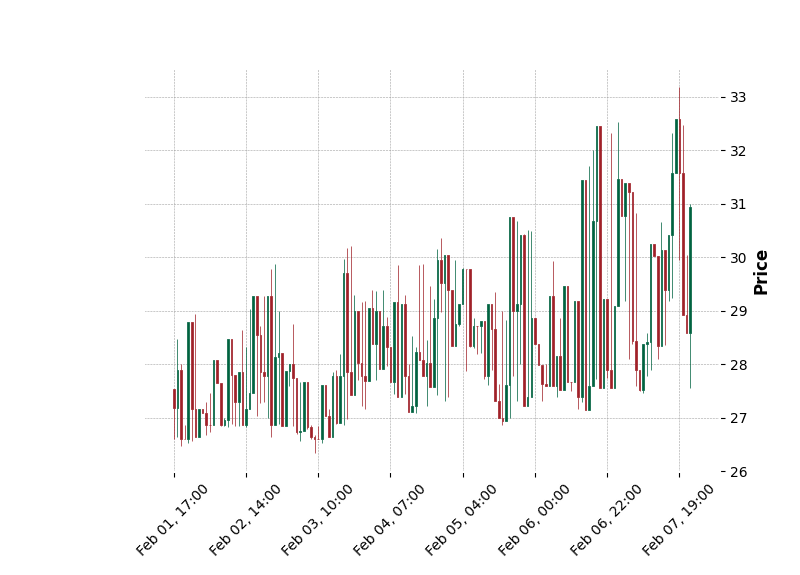 33
32
31
30
29
28
27
26
Price
Feb 01, 17:00
Feb 02, 14:00
Feb 03, 10:00
Feb 04, 07:00
Feb 05, 04:00
Feb 06, 00:00
Feb 06, 22:00
Feb 07, 19:00